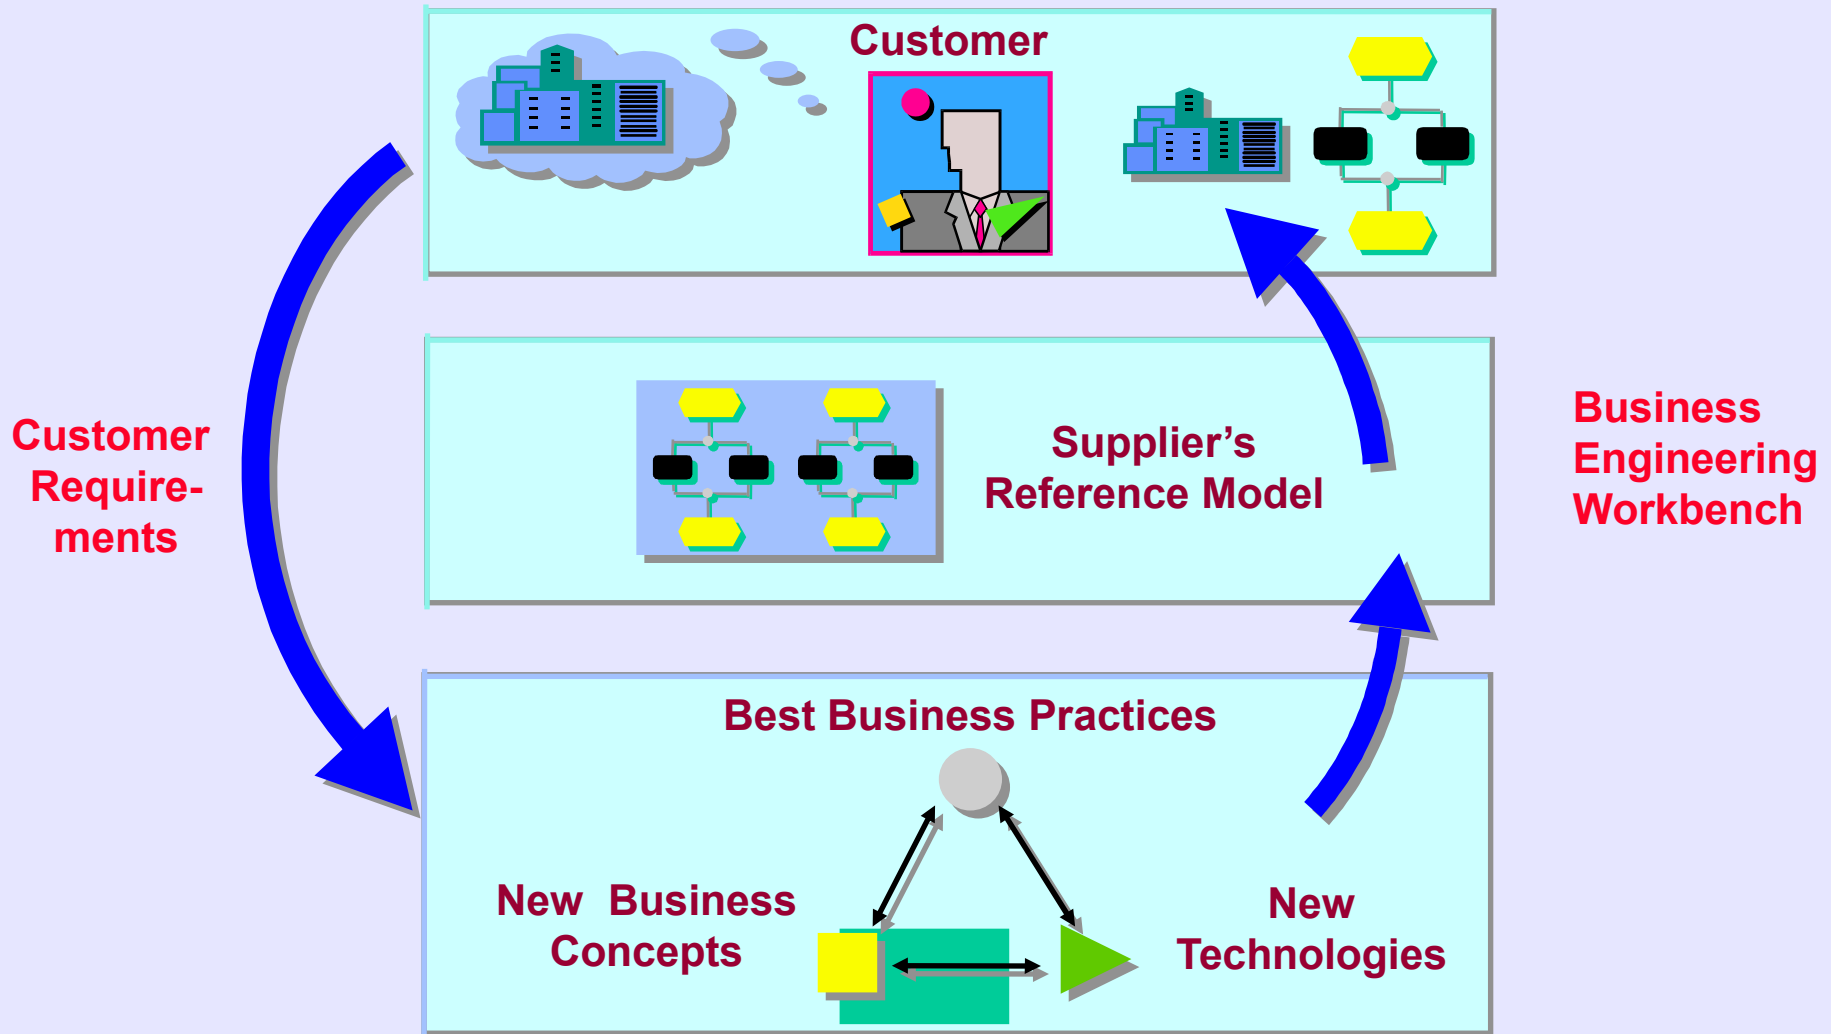 Customer
Customer
Require-
ments
Supplier’s
Reference Model
Business
Engineering
Workbench
Best Business Practices
New Business
Concepts
New
Technologies